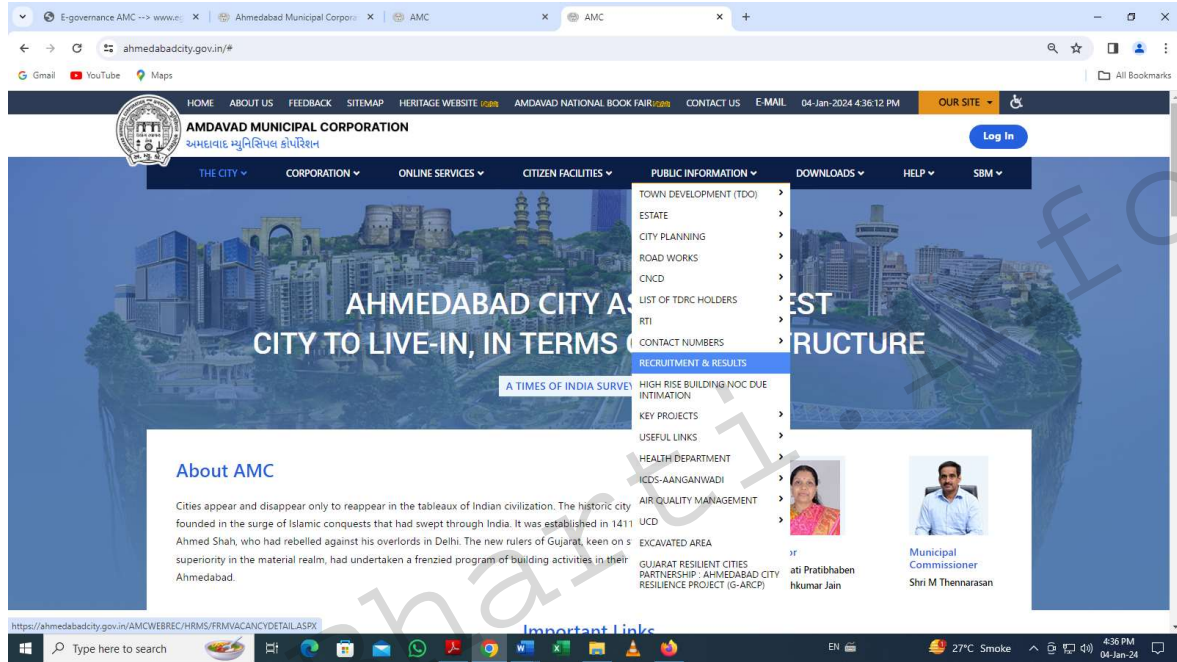 E-governance AMC --> www.eg
Ahmedabad Municipal Corpora
AMC
AMC
ahmedabadcity.gov.in/#
Gmail YouTube Maps All Bookmarks
HOME ABOUT US FEEDBACK SITEMAP HERITAGE WEBSITE AMDAVAD NATIONAL BOOK FAIR CONTACT US E-MAIL 04-Jan-2024 4:36:12 PM OUR SITE
AMDAVAD MUNICIPAL CORPORATION
અમદાવાદ મ્યુનિસિપલ કોર્પોરેશન
Log In
THE CITY CORPORATION ONLINE SERVICES CITIZEN FACILITIES PUBLIC INFORMATION DOWNLOADS HELP SBM
TOWN DEVELOPMENT (TDO)
ESTATE
CITY PLANNING
ROAD WORKS
CNCD
LIST OF TDRC HOLDERS
RTI
CONTACT NUMBERS
RECRUITMENT & RESULTS
HIGH RISE BUILDING NOC DUE
INTIMATION
KEY PROJECTS
USEFUL LINKS
HEALTH DEPARTMENT
ICDS-AANGANWADI
AIR QUALITY MANAGEMENT
UCD
EXCAVATED AREA
GUJARAT RESILIENT CITIES
PARTNERSHIP : AHMEDABAD CITY
RESILIENCE PROJECT (G-ARCP)
AHMEDABAD CITY AS EST
CITY TO LIVE-IN, IN TERMS RUCTURE
A TIMES OF INDIA SURVEY
About AMC
Cities appear and disappear only to reappear in the tableaux of Indian civilization. The historic city
founded in the surge of Islamic conquests that had swept through India. It was established in 1411
Ahmed Shah, who had rebelled against his overlords in Delhi. The new rulers of Gujarat, keen on s
superiority in the material realm, had undertaken a frenzied program of building activities in their
Ahmedabad.
or
ati Pratibhaben
hkumar Jain
Municipal
Commissioner
Shri M Thennarasan
Important Links
https://ahmedabadcity.gov.in/AMCWEBREC/HRMS/FRMVACANCYDETAIL.ASPX
Type here to search
EN
27°C Smoke
4:36 PM
04-Jan-24